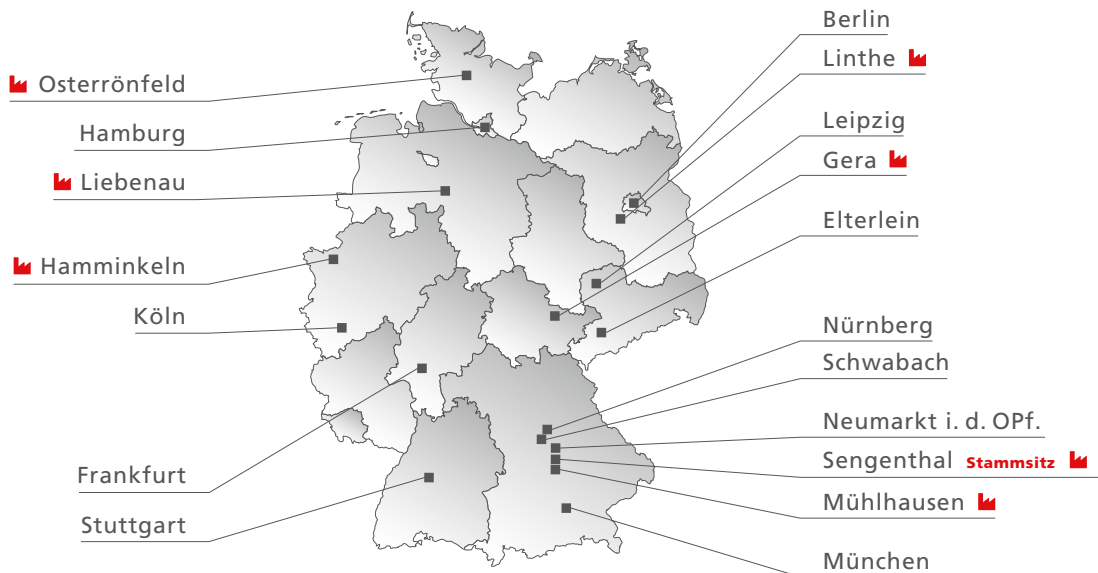 Osterrönfeld
Hamburg
Liebenau
Hamminkeln
Köln
Frankfurt
Stuttgart
Berlin
Linthe
Leipzig
Gera
Elterlein
Nürnberg
Schwabach
Neumarkt i. d. OPf.
Sengenthal Stammsitz
Mühlhausen
München